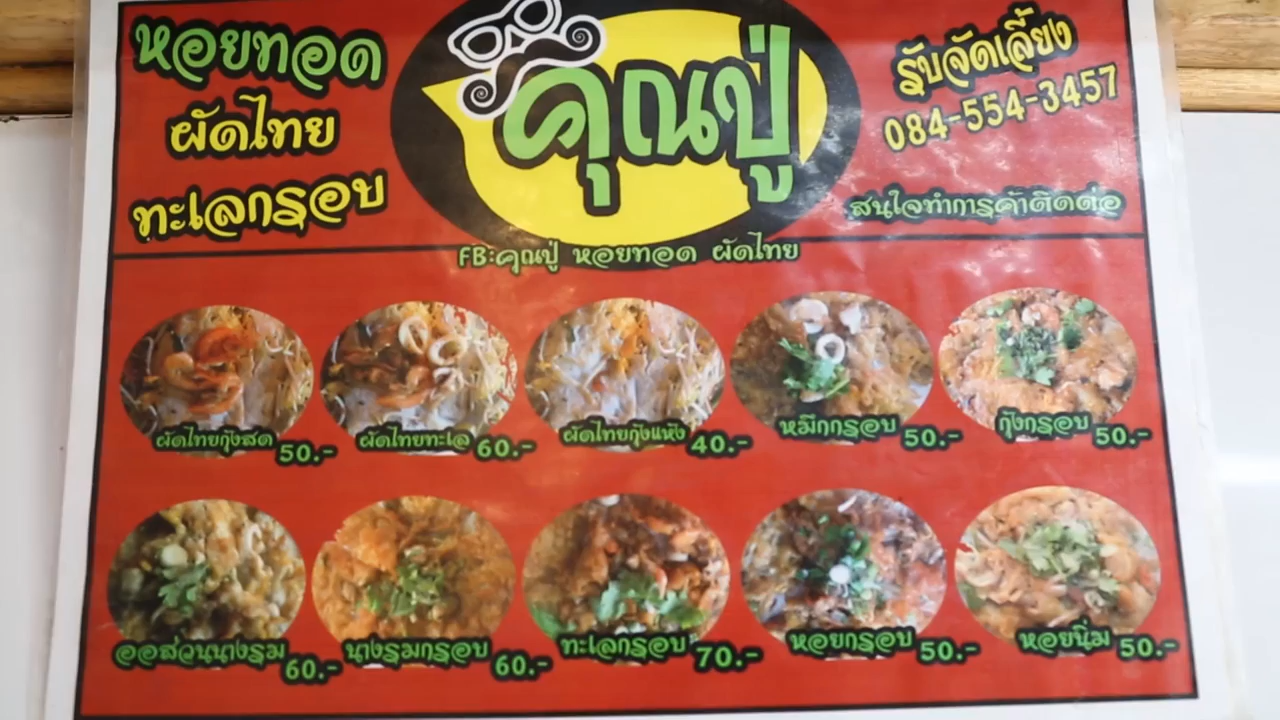 หอยทอด
ผัดไทย
ทะเลกรอบ
คุณปู่
รับจัดเลี้ยง
084-554-3457
สนใจทำการค้าติดต่อ
FB:คุณปู่ หอยทอด ผัดไทย
ผัดไทยกุ้งสด 50.-
ผัดไทยทะเล 60.-
ผัดไทยกุ้งแห้ง 40.-
หมึกกรอบ 50.-
กุ้งกรอบ 50.-
ออส่วนนางรม 60.-
นางรมกรอบ 60.-
ทะเลกรอบ 70.-
หอยกรอบ 50.-
หอยนิ่ม 50.-